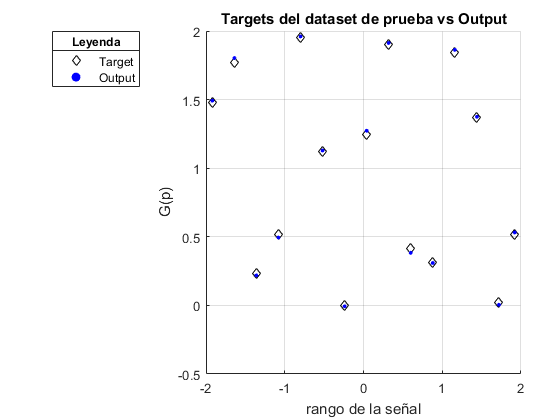 Targets del dataset de prueba vs Output
Leyenda
Target
Output
G(p)
2
1.5
1
0.5
0
-0.5
-2
-1
0
1
2
rango de la señal